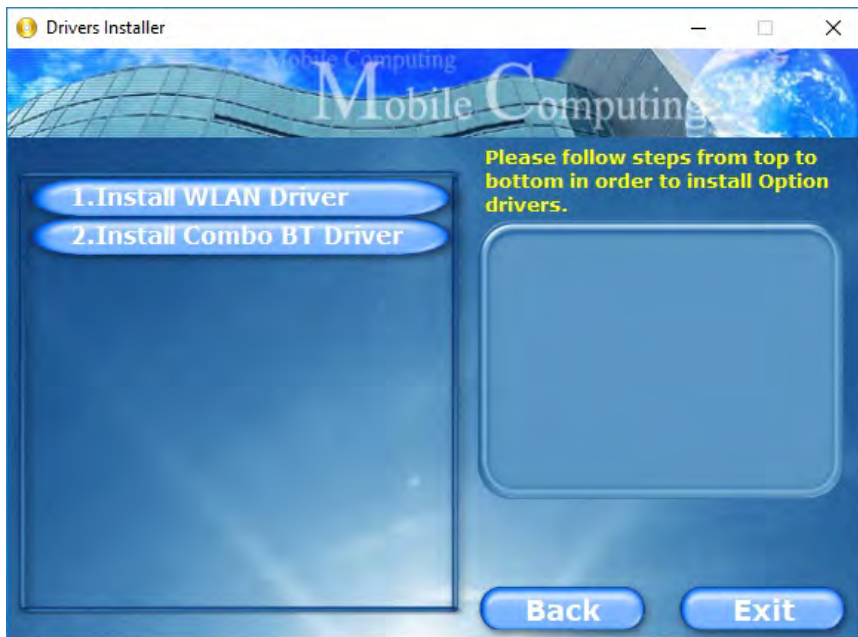 Drivers Installer
Mobile Computing
Mobile Computing
Please follow steps from top to
bottom in order to install Option
drivers.
1.Install WLAN Driver
2.Install Combo BT Driver
Back
Exit